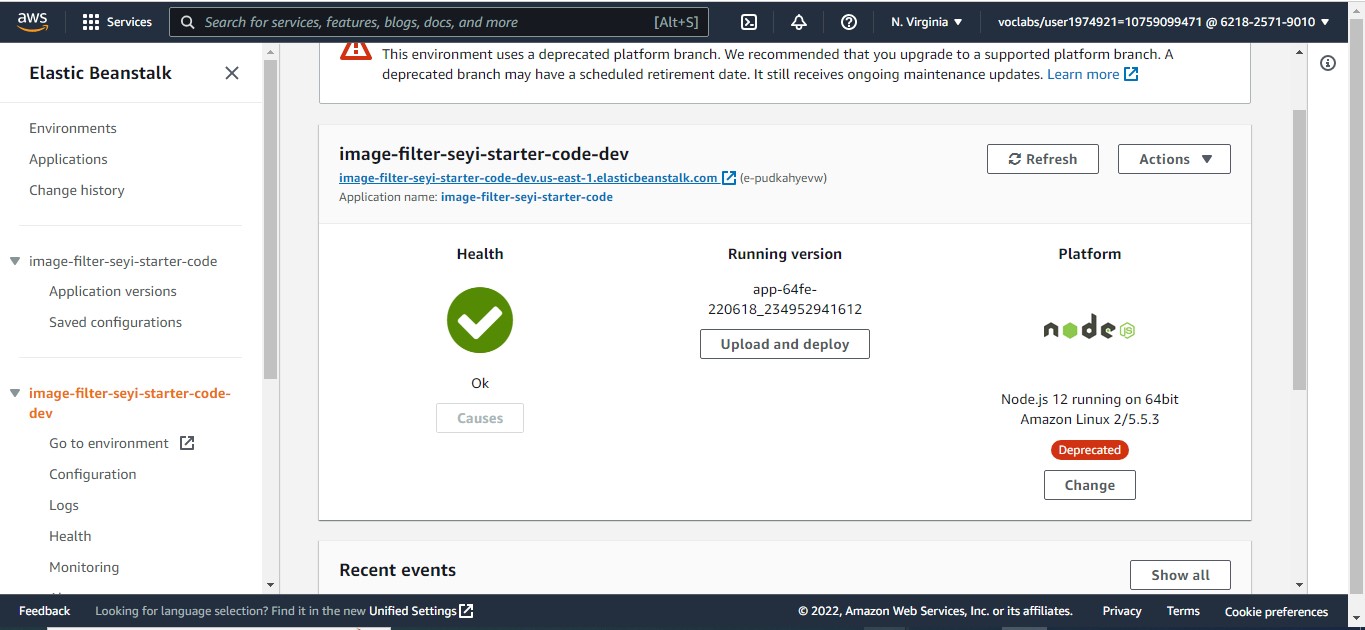 aws
Services
Search for services, features, blogs, docs, and more
[Alt+S]
N. Virginia
voclabs/user1974921=10759099471 @ 6218-2571-9010
Elastic Beanstalk
Environments
Applications
Change history
image-filter-seyi-starter-code
Application versions
Saved configurations
image-filter-seyi-starter-code-
dev
Go to environment
Configuration
Logs
Health
Monitoring
This environment uses a deprecated platform branch. We recommended that you upgrade to a supported platform branch. A
deprecated branch may have a scheduled retirement date. It still receives ongoing maintenance updates. Learn more
image-filter-seyi-starter-code-dev
image-filter-seyi-starter-code-dev.us-east-1.elasticbeanstalk.com (e-pudkahyevw)
Application name: image-filter-seyi-starter-code
Refresh
Actions
Health
Ok
Causes
Running version
app-64fe-
220618_234952941612
Upload and deploy
Platform
node
JS
Node.js 12 running on 64bit
Amazon Linux 2/5.5.3
Deprecated
Change
Recent events
Show all
Feedback
Looking for language selection? Find it in the new Unified Settings
© 2022, Amazon Web Services, Inc. or its affiliates.
Privacy
Terms
Cookie preferences